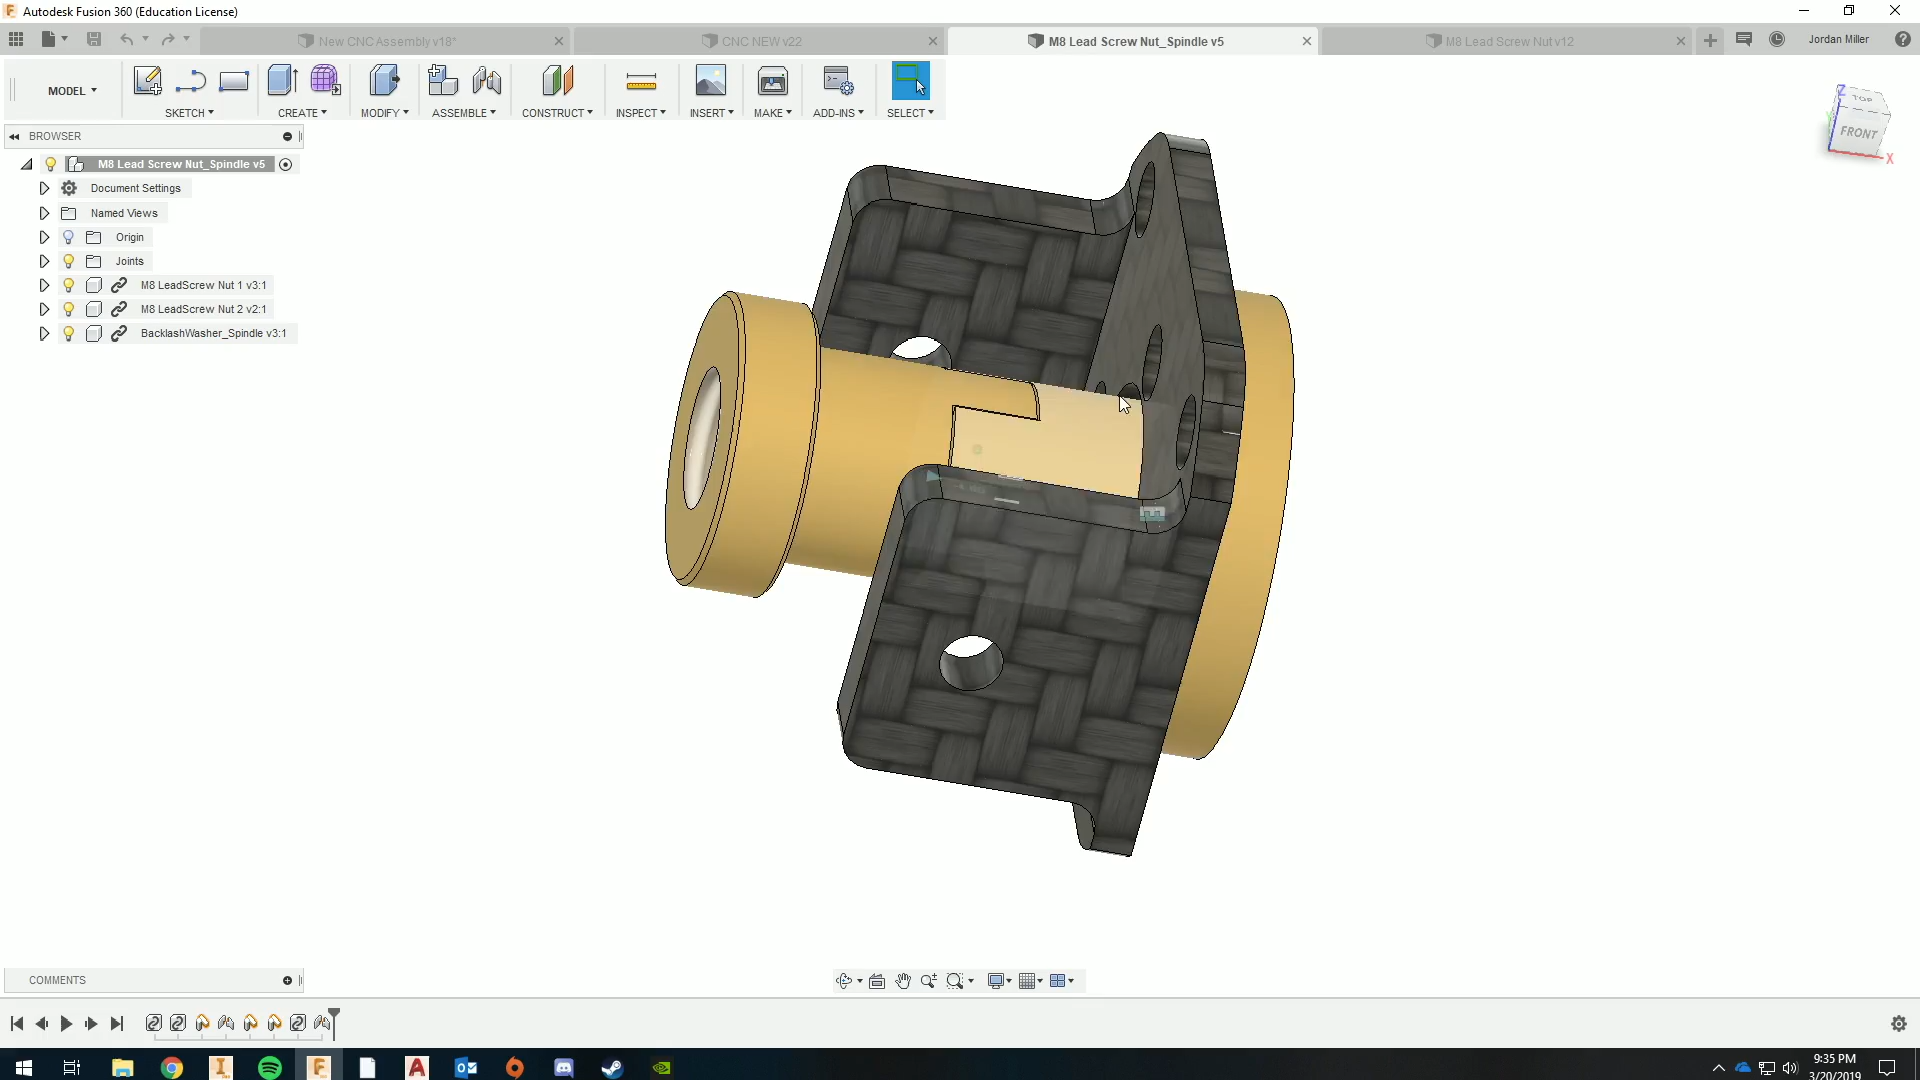 Autodesk Fusion 360 (Education License)
New CNC Assembly v18*
CNC NEW v22
M8 Lead Screw Nut_Spindle v5
M8 Lead Screw Nut v12
Jordan Miller
MODEL
SKETCH
CREATE
MODIFY
ASSEMBLE
CONSTRUCT
INSPECT
INSERT
MAKE
ADD-INS
SELECT
BROWSER
M8 Lead Screw Nut_Spindle v5
Document Settings
Named Views
Origin
Joints
M8 LeadScrew Nut 1 v3:1
M8 LeadScrew Nut 2 v2:1
BacklashWasher_Spindle v3:1
Z
TOP
FRONT
X
COMMENTS
9:35 PM
3/20/2019